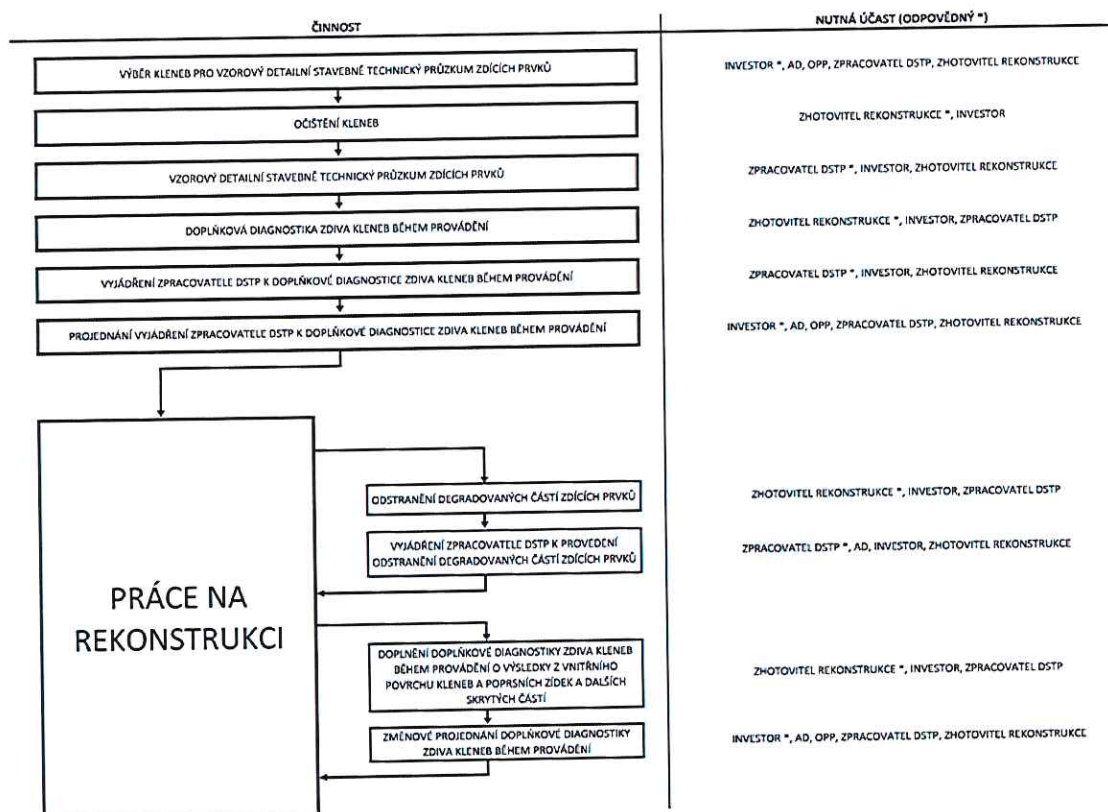 ČINNOST
NUTNÁ ÚČAST (ODPOVĚDNÝ *)
VÝBĚR KLENEB PRO VZOROVÝ DETAILNÍ STAVEBNĚ TECHNICKÝ PRŮZKUM ZDÍCÍCH PRVKŮ
INVESTOR *, AD, OPP, ZPRACOVATEL DSTP, ZHOTOVITEL REKONSTRUKCE
OČIŠTĚNÍ KLENEB
ZHOTOVITEL REKONSTRUKCE *, INVESTOR
VZOROVÝ DETAILNÍ STAVEBNĚ TECHNICKÝ PRŮZKUM ZDÍCÍCH PRVKŮ
ZPRACOVATEL DSTP *, INVESTOR, ZHOTOVITEL REKONSTRUKCE
DOPLŇKOVÁ DIAGNOSTIKA ZDIVA KLENEB BĚHEM PROVÁDĚNÍ
ZHOTOVITEL REKONSTRUKCE *, INVESTOR, ZPRACOVATEL DSTP
VYJÁDŘENÍ ZPRACOVATELE DSTP K DOPLŇKOVÉ DIAGNOSTICE ZDIVA KLENEB BĚHEM PROVÁDĚNÍ
ZPRACOVATEL DSTP *, INVESTOR, ZHOTOVITEL REKONSTRUKCE
PROJEDNÁNÍ VYJÁDŘENÍ ZPRACOVATELE DSTP K DOPLŇKOVÉ DIAGNOSTICE ZDIVA KLENEB BĚHEM PROVÁDĚNÍ
INVESTOR *, AD, OPP, ZPRACOVATEL DSTP, ZHOTOVITEL REKONSTRUKCE
PRÁCE NA
REKONSTRUKCI
ODSTRANĚNÍ DEGRADOVANÝCH ČÁSTÍ ZDÍCÍCH PRVKŮ
ZHOTOVITEL REKONSTRUKCE *, INVESTOR, ZPRACOVATEL DSTP
VYJÁDŘENÍ ZPRACOVATELE DSTP K PROVEDENÍ
ODSTRANĚNÍ DEGRADOVANÝCH ČÁSTÍ ZDÍCÍCH PRVKŮ
ZPRACOVATEL DSTP *, AD, INVESTOR, ZHOTOVITEL REKONSTRUKCE
DOPLNĚNÍ DOPLŇKOVÉ DIAGNOSTIKY ZDIVA KLENEB
BĚHEM PROVÁDĚNÍ O VÝSLEDKY Z VNITŘNÍHO
POVRCHU KLENEB A POPRSNÍCH ZÍDEK A DALŠÍCH
SKRYTÝCH ČÁSTÍ
ZHOTOVITEL REKONSTRUKCE *, INVESTOR, ZPRACOVATEL DSTP
ZMĚNOVÉ PROJEDNÁNÍ DOPLŇKOVÉ DIAGNOSTIKY
ZDIVA KLENEB BĚHEM PROVÁDĚNÍ
INVESTOR *, AD, OPP, ZPRACOVATEL DSTP, ZHOTOVITEL REKONSTRUKCE